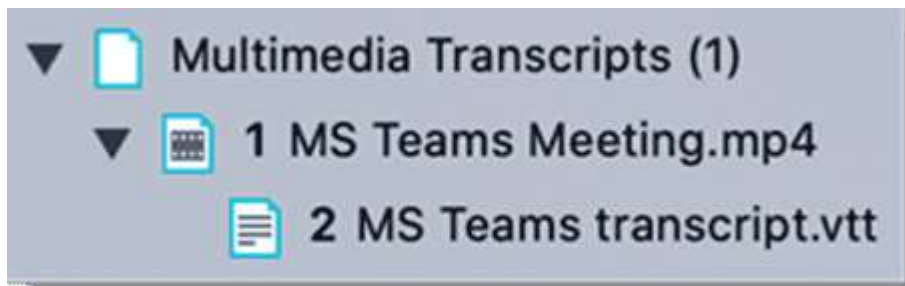 Multimedia Transcripts (1)
1 MS Teams Meeting.mp4
2 MS Teams transcript.vtt